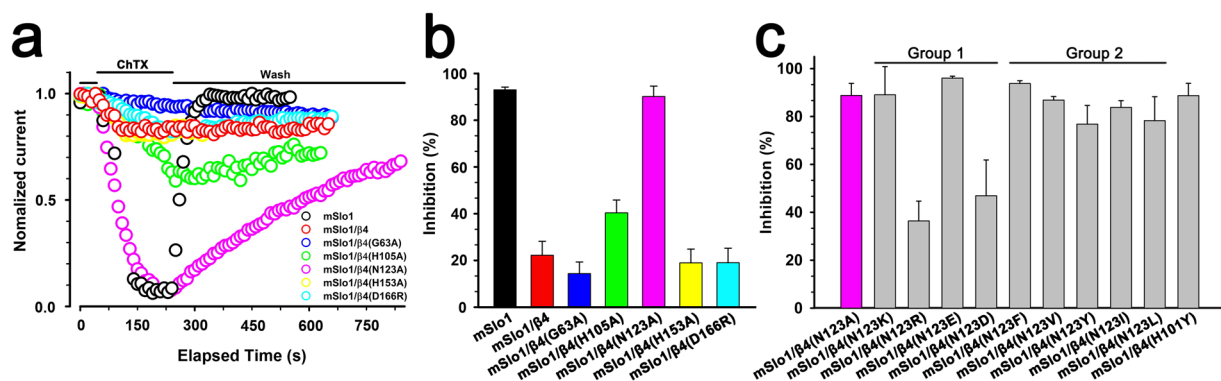 a
ChTX
Wash
Nonalized current
1.0
0.5
0.0
0 150 300 450 600 750
Elapsed Time (s)
mSlo1
mSlo1/β4
mSlo1/β4(G63A)
mSlo1/β4(H105A)
mSlo1/β4(N123A)
mSlo1/β4(H153A)
mSlo1/β4(D166R)
b
Inhibition (%)
100
80
60
40
20
0
mSlo1
mSlo1/β4
mSlo1/β4(G63A)
mSlo1/β4(H105A)
mSlo1/β4(N123A)
mSlo1/β4(H153A)
mSlo1/β4(D166R)
c
Group 1
Group 2
Inhibition (%)
100
80
60
40
20
0
mSlo1/β4(N123A)
mSlo1/β4(N123K)
mSlo1/β4(N123R)
mSlo1/β4(N123E)
mSlo1/β4(N123D)
mSlo1/β4(N123F)
mSlo1/β4(N123V)
mSlo1/β4(N123Y)
mSlo1/β4(N123I)
mSlo1/β4(N123L)
mSlo1/β4(H101Y)